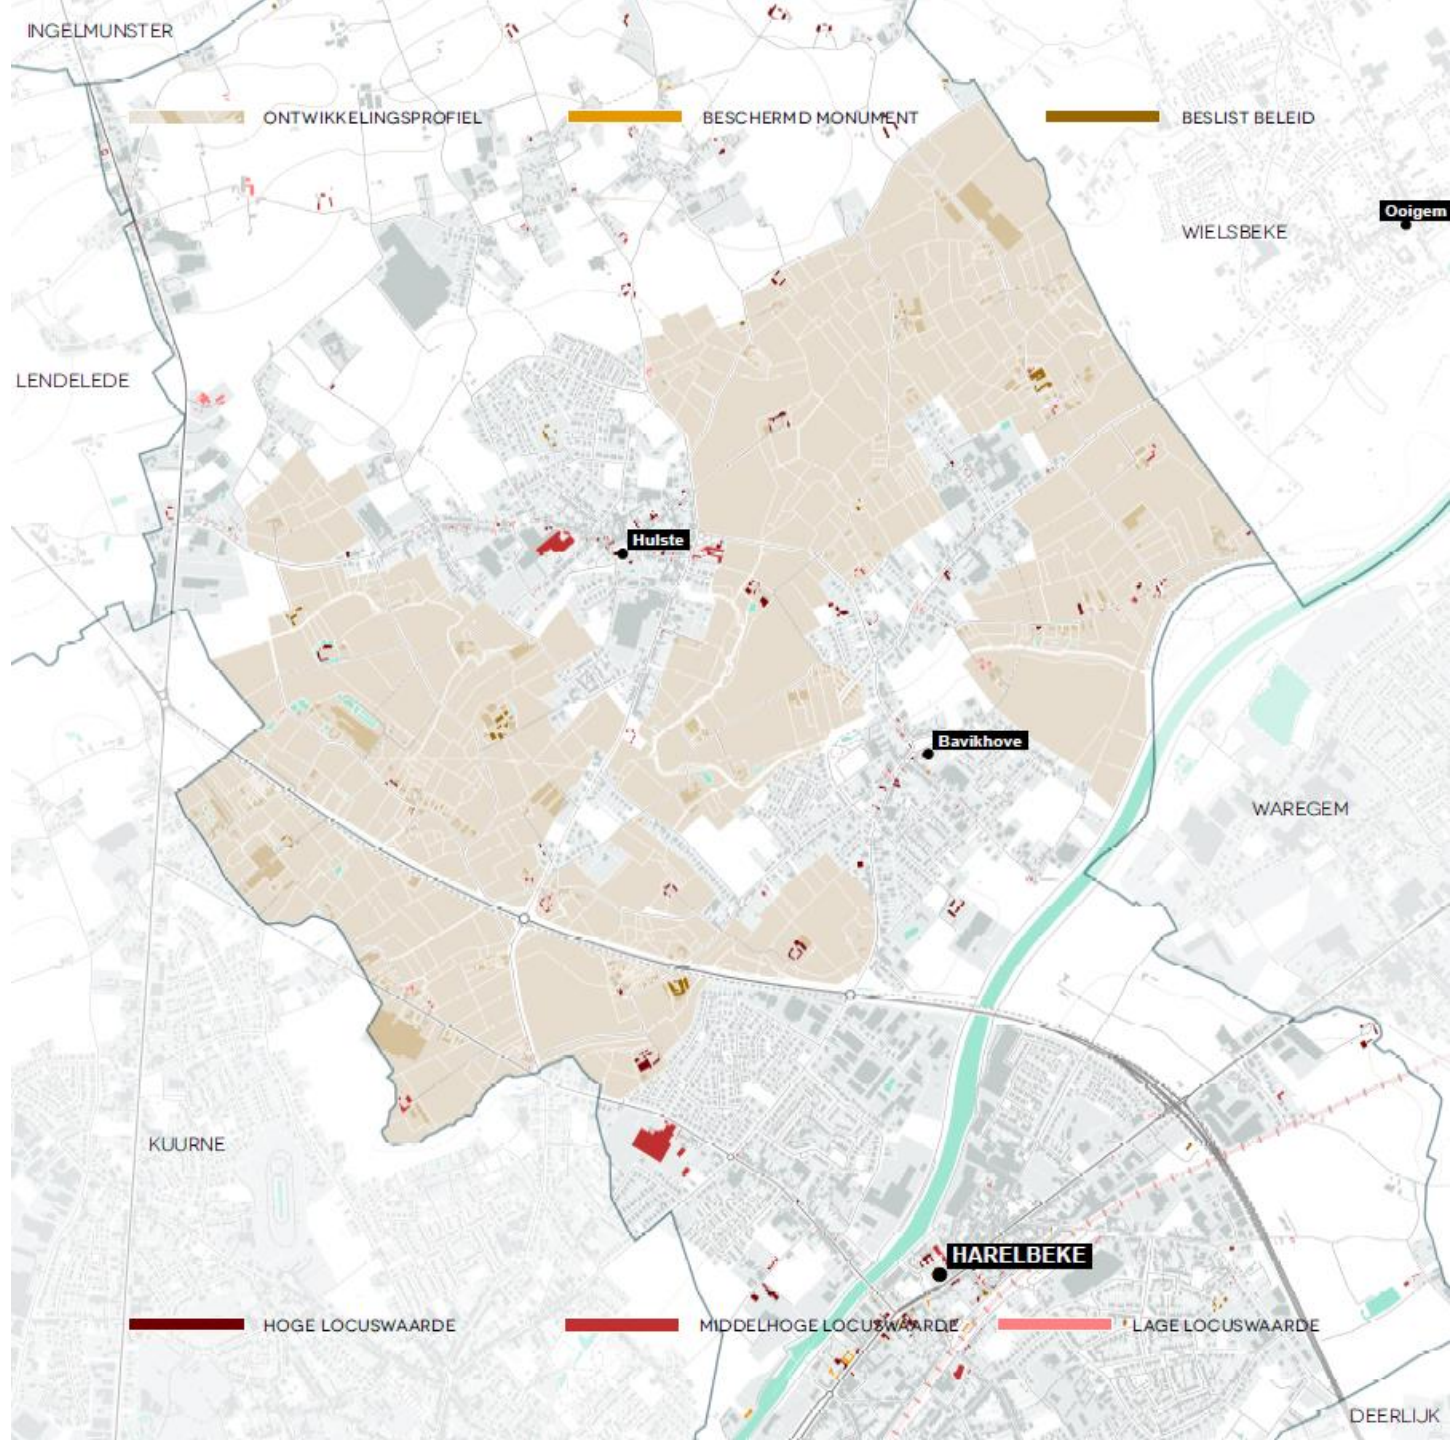 INGELMUNSTER
ONTWIKKELINGSPROFIEL
BESCHERMD MONUMENT
BESLIST BELEID
Ooigem
WIELSBEKE
LENDELEDE
Hulste
Bavikhove
WAREGEM
KUURNE
HARELBEKE
HOGE LOCUSWAARDE
MIDDELHOGE LOCUSWAARDE
LAGE LOCUSWAARDE
DEERLIJK